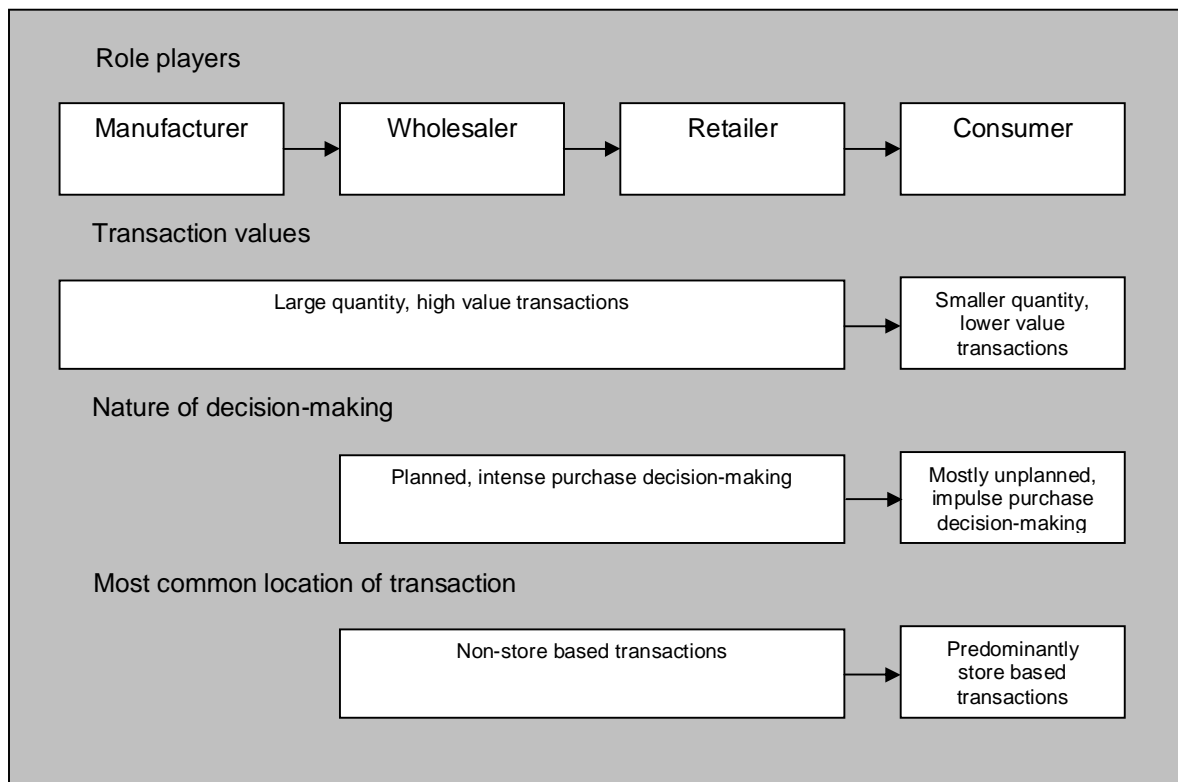 Role players
Manufacturer
Wholesaler
Retailer
Consumer
Transaction values
Large quantity, high value transactions
Smaller quantity,
lower value
transactions
Nature of decision-making
Planned, intense purchase decision-making
Mostly unplanned,
impulse purchase
decision-making
Most common location of transaction
Non-store based transactions
Predominantly
store based
transactions